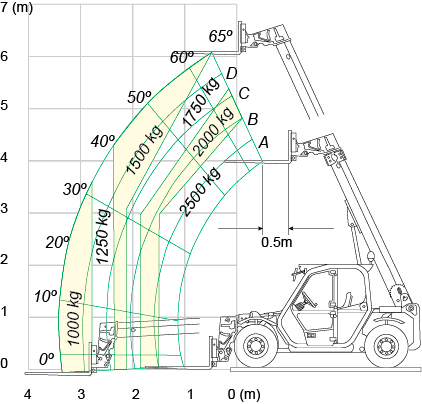 7 (m)
65º
6
60º
D
1750 kg
C
50º
5
B
2000 kg
1500 kg
A
40º
4
2500 kg
30º
3
0.5m
20º
1250 kg
2
10º
1
1000 kg
0º
0
4 3 2 1 0 (m)